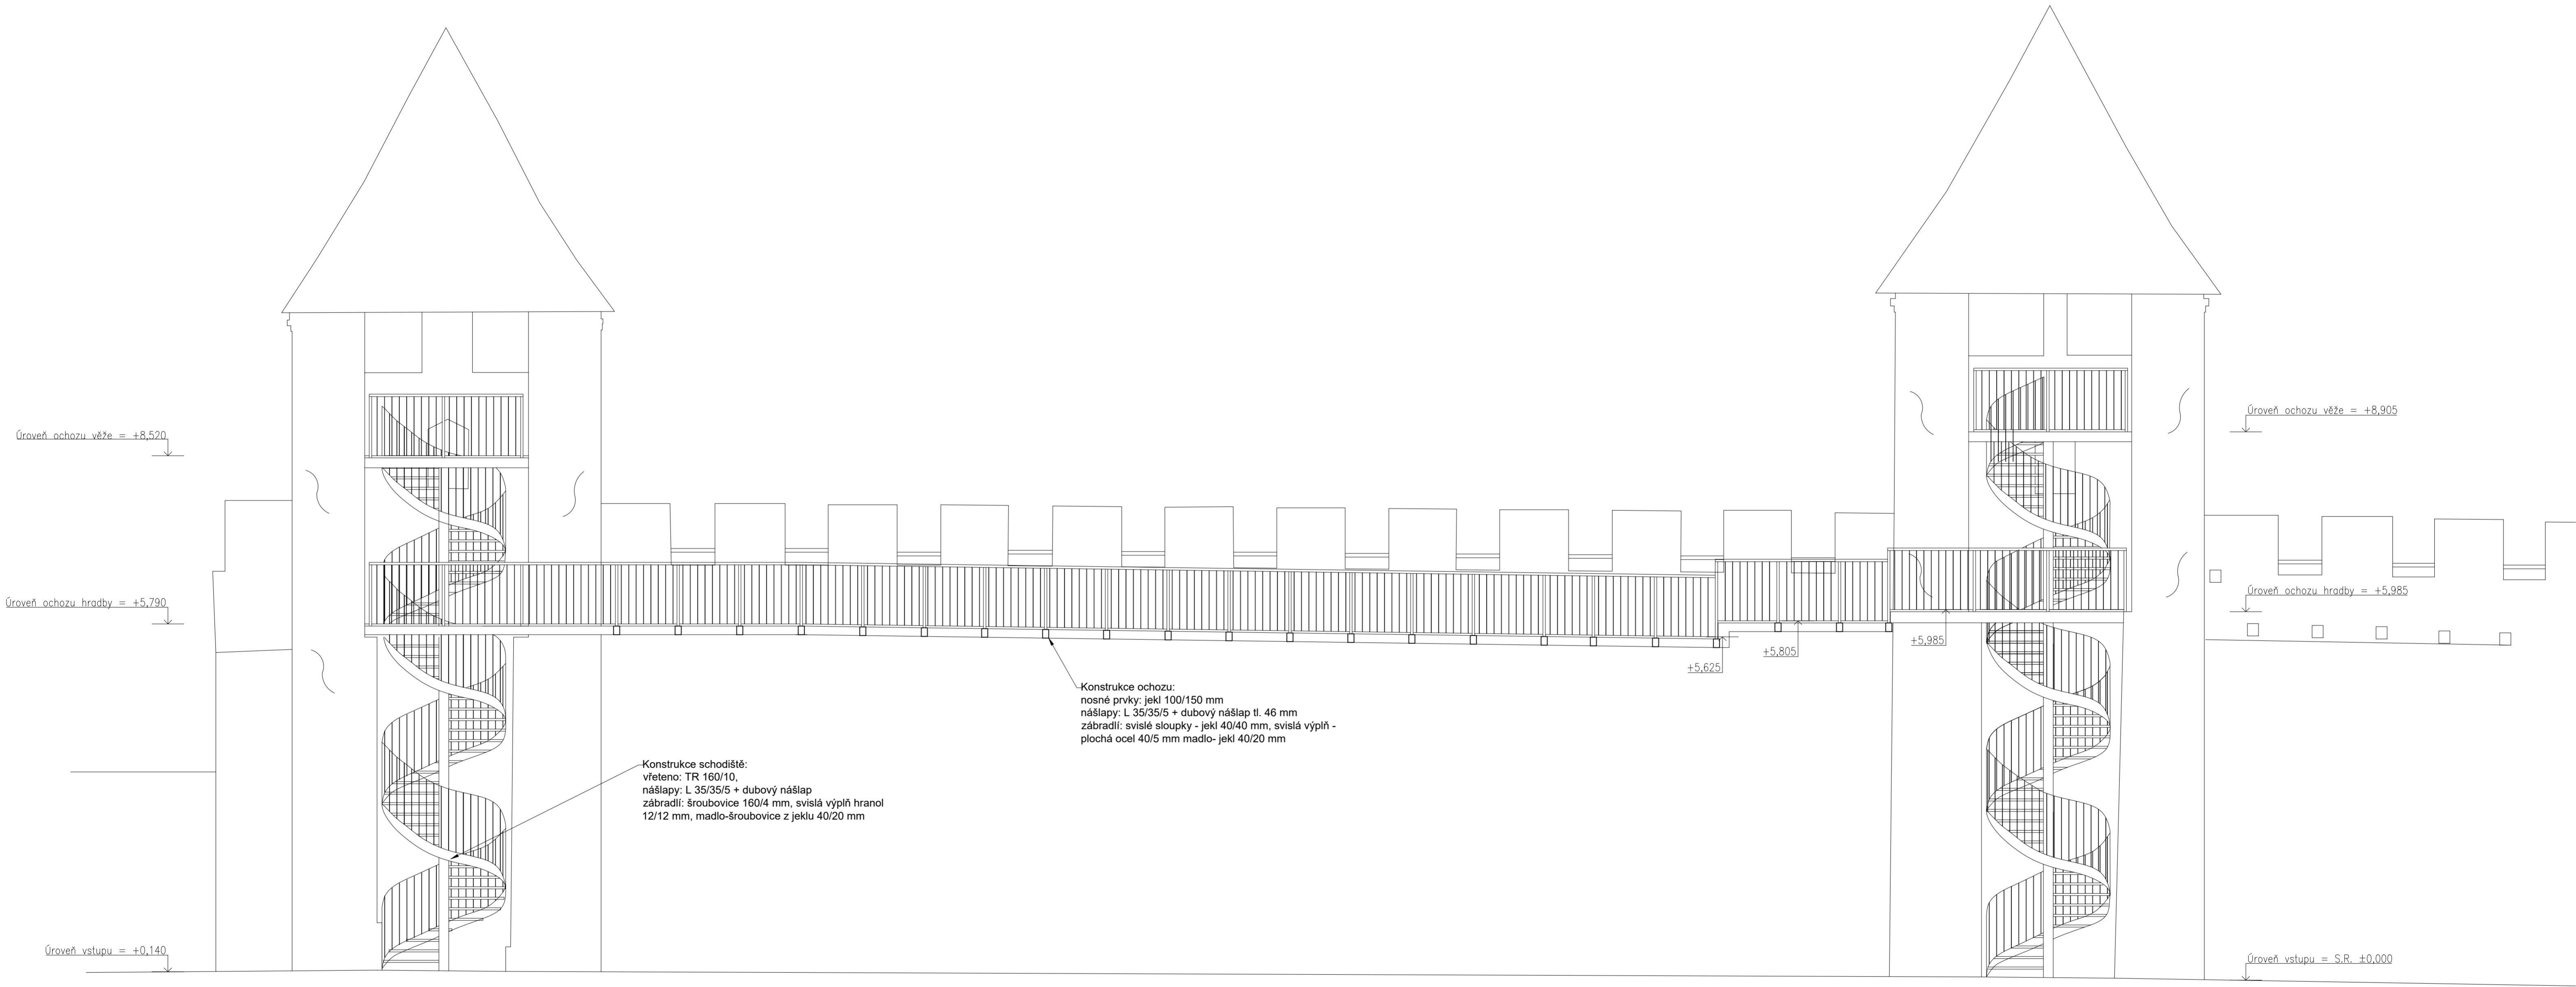 Úroveň ochozu věže = +8,520
Úroveň ochozu hradby = +5,790
Úroveň vstupu = +0,140
Konstrukce schodiště:
vřeteno: TR 160/10,
nášlapy: L 35/35/5 + dubový nášlap
zábradlí: šroubovice 160/4 mm, svislá výplň hranol
12/12 mm, madlo-šroubovice z jeklu 40/20 mm
Konstrukce ochozu:
nosné prvky: jekl 100/150 mm
nášlapy: L 35/35/5 + dubový nášlap tl. 46 mm
zábradlí: svislé sloupky - jekl 40/40 mm, svislá výplň -
plochá ocel 40/5 mm madlo- jekl 40/20 mm
+5,625
+5,805
+5,985
Úroveň ochozu věže = +8,905
Úroveň ochozu hradby = +5,985
Úroveň vstupu = S.R. ±0,000